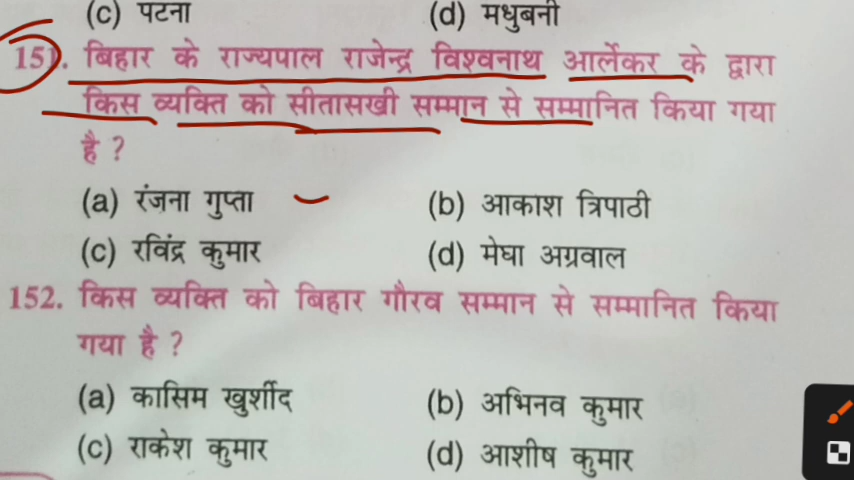 (c) पटना (d) मधुबनी
151. बिहार के राज्यपाल राजेन्द्र विश्वनाथ आर्लेकर के द्वारा
किस व्यक्ति को सीतासखी सम्मान से सम्मानित किया गया
है ?
(a) रंजना गुप्ता (b) आकाश त्रिपाठी
(c) रविंद्र कुमार (d) मेघा अग्रवाल
152. किस व्यक्ति को बिहार गौरव सम्मान से सम्मानित किया
गया है ?
(a) कासिम खुर्शीद (b) अभिनव कुमार
(c) राकेश कुमार (d) आशीष कुमार